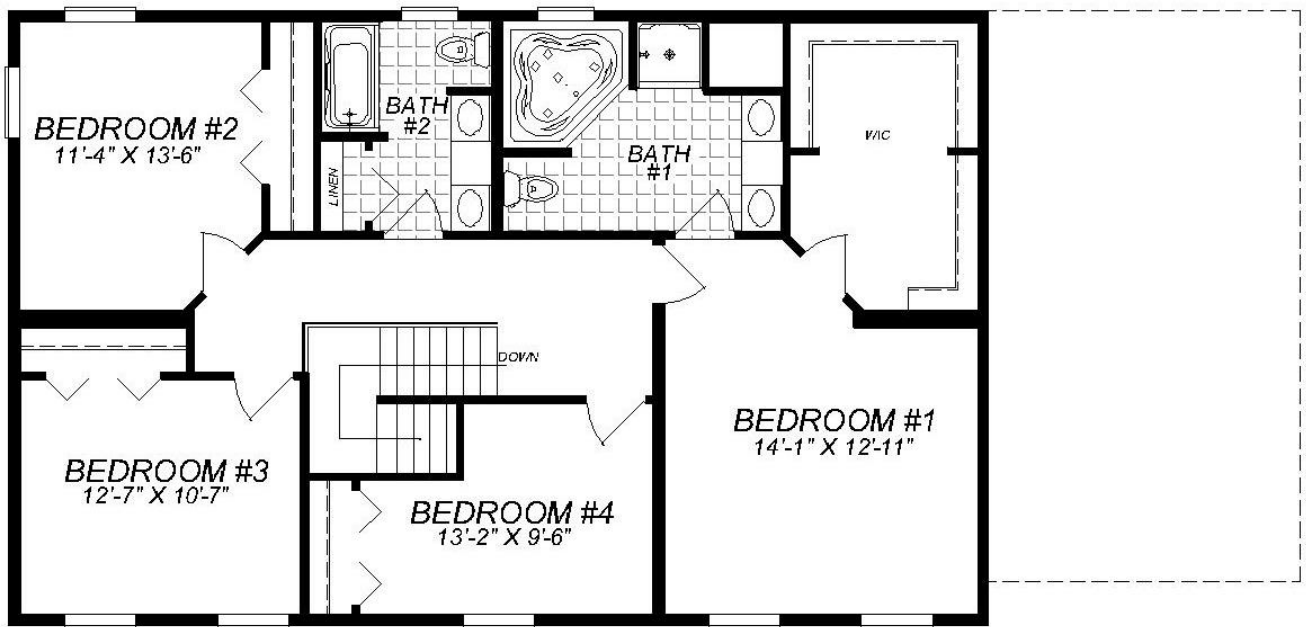 BEDROOM #2
11'-4" X 13'-6"
BATH
#2
LINEN
BATH
#1
WIC
DOWN
BEDROOM #1
14'-1" X 12'-11"
BEDROOM #3
12'-7" X 10'-7"
BEDROOM #4
13'-2" X 9'-6"